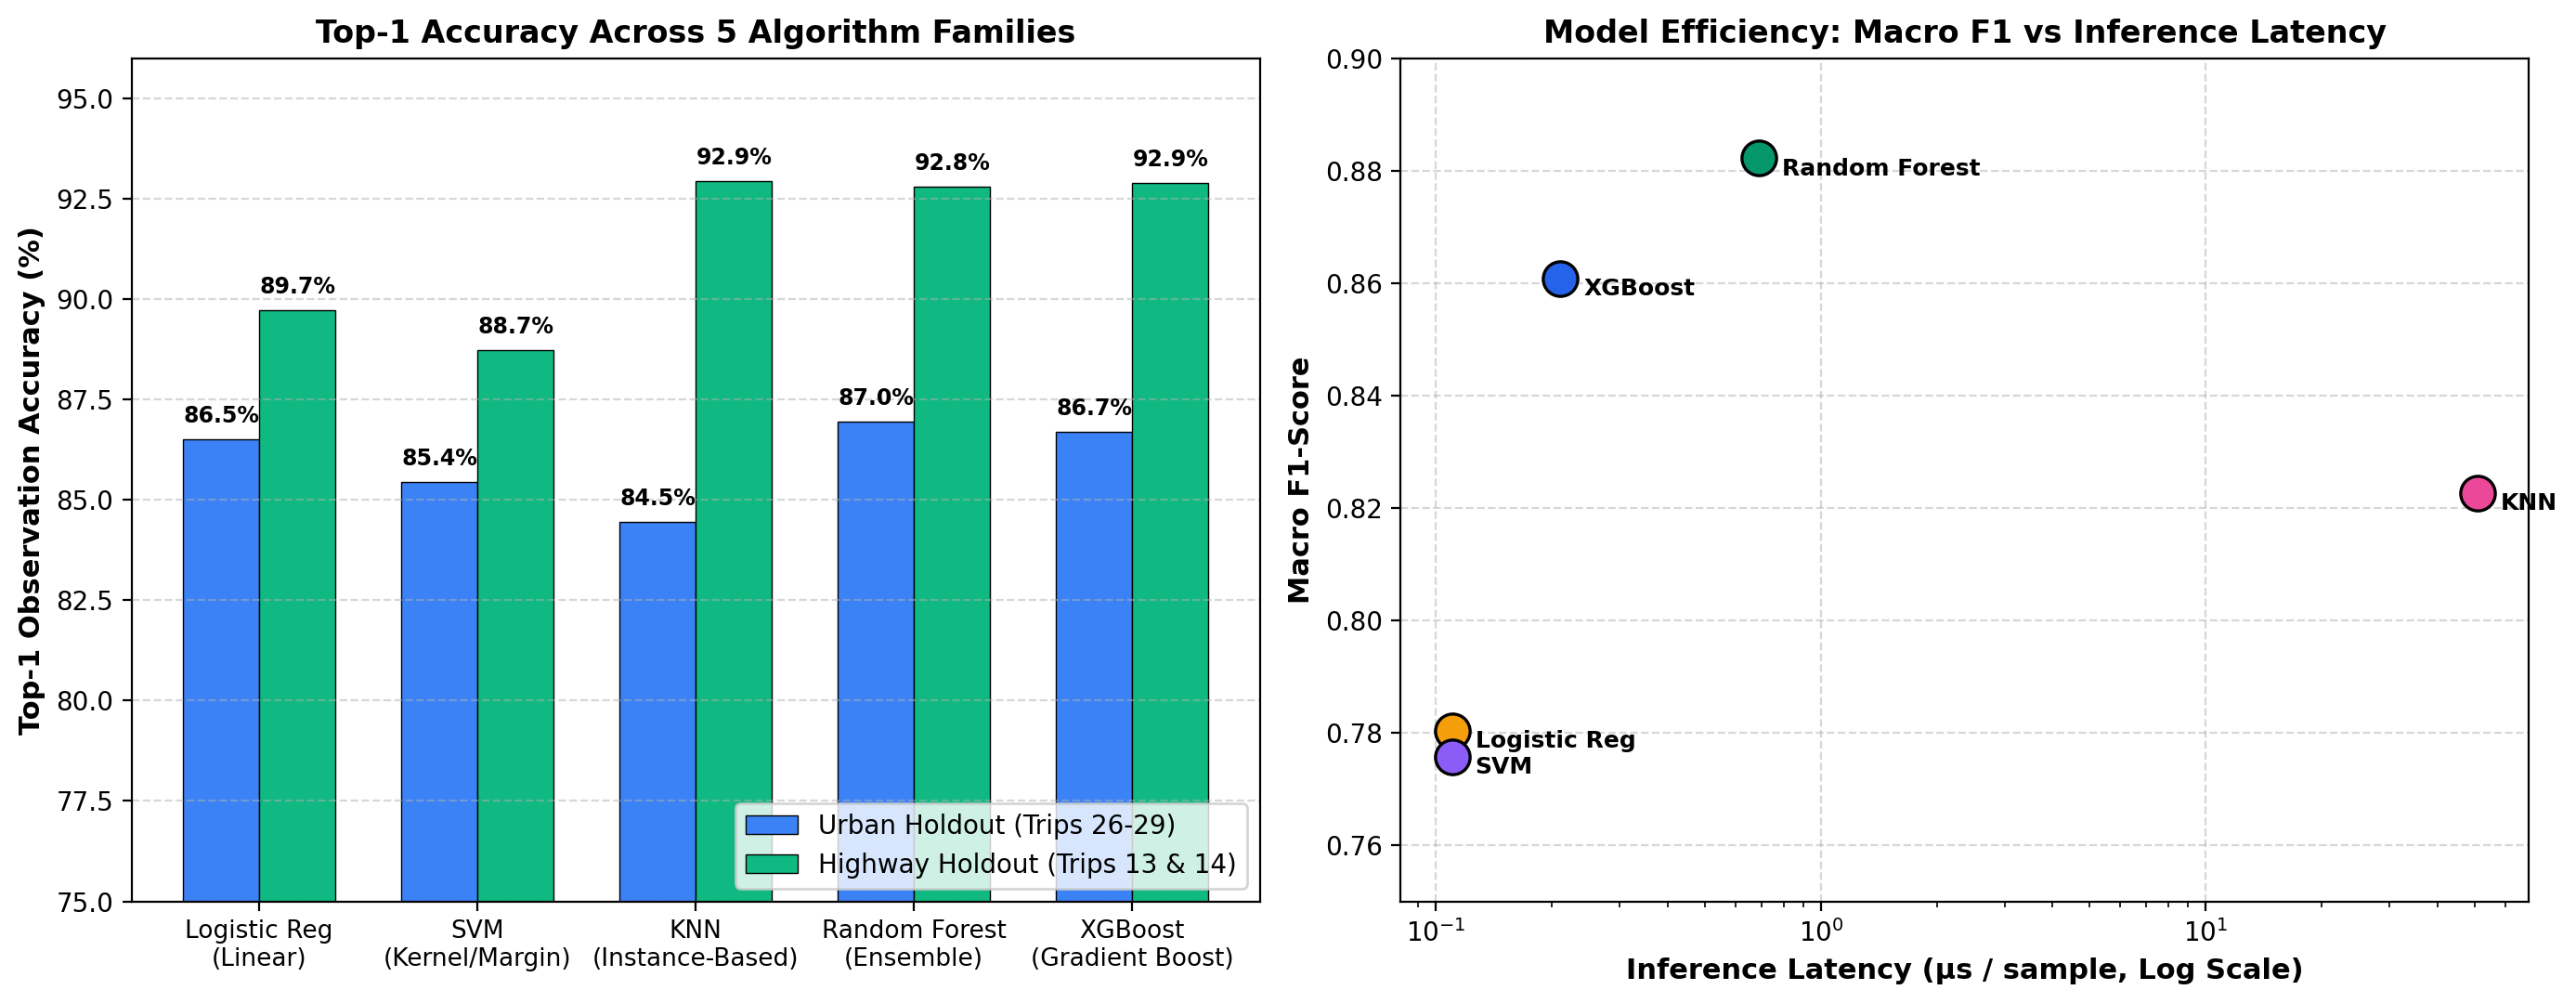 Top-1 Accuracy Across 5 Algorithm Families
Top-1 Observation Accuracy (%)
95.0
92.5
90.0
87.5
85.0
82.5
80.0
77.5
75.0
86.5%
89.7%
85.4%
88.7%
84.5%
92.9%
87.0%
92.8%
86.7%
92.9%
Urban Holdout (Trips 26-29)
Highway Holdout (Trips 13 & 14)
Logistic Reg
(Linear)
SVM
(Kernel/Margin)
KNN
(Instance-Based)
Random Forest
(Ensemble)
XGBoost
(Gradient Boost)
Model Efficiency: Macro F1 vs Inference Latency
Macro F1-Score
0.90
0.88
0.86
0.84
0.82
0.80
0.78
0.76
Random Forest
XGBoost
KNN
Logistic Reg
SVM
10⁻¹
10⁰
10¹
Inference Latency (µs / sample, Log Scale)